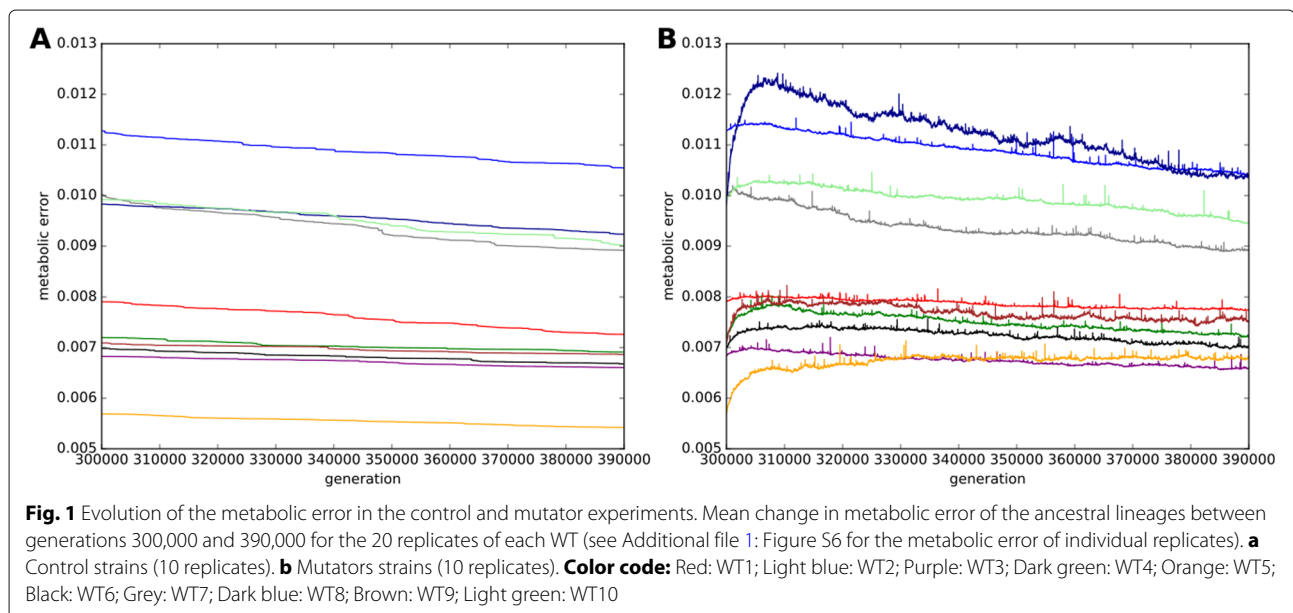 A
B
0.013
0.012
0.011
0.010
0.009
0.008
0.007
0.006
0.005
metabolic error
300000 310000 320000 330000 340000 350000 360000 370000 380000 390000
generation
0.013
0.012
0.011
0.010
0.009
0.008
0.007
0.006
0.005
metabolic error
300000 310000 320000 330000 340000 350000 360000 370000 380000 390000
generation
Fig. 1 Evolution of the metabolic error in the control and mutator experiments. Mean change in metabolic error of the ancestral lineages between
generations 300,000 and 390,000 for the 20 replicates of each WT (see Additional file 1: Figure S6 for the metabolic error of individual replicates). a
Control strains (10 replicates). b Mutators strains (10 replicates). Color code: Red: WT1; Light blue: WT2; Purple: WT3; Dark green: WT4; Orange: WT5;
Black: WT6; Grey: WT7; Dark blue: WT8; Brown: WT9; Light green: WT10